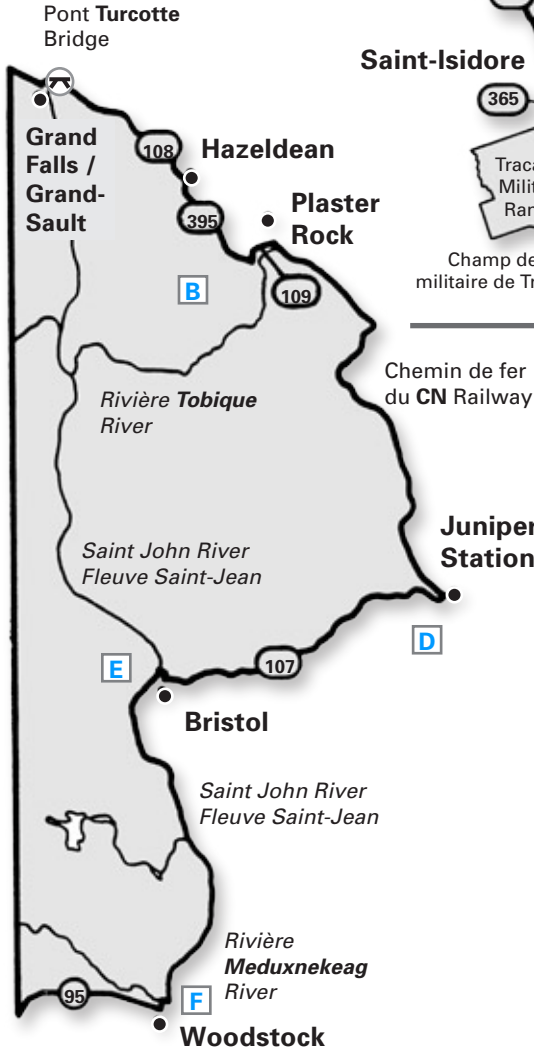 Pont Turcotte
Bridge
Saint-Isidore
365
Grand
Falls /
Grand-
Sault
108
Hazeldean
395
Plaster
Rock
Militaire
Champ de
B
109
Chemin de fer
du CN Railway
Rivière Tobique
River
Juniper
Station
Saint John River
Fleuve Saint-Jean
D
E
107
Bristol
Saint John River
Fleuve Saint-Jean
Rivière
Meduxnekeag
River
95
F
Woodstock